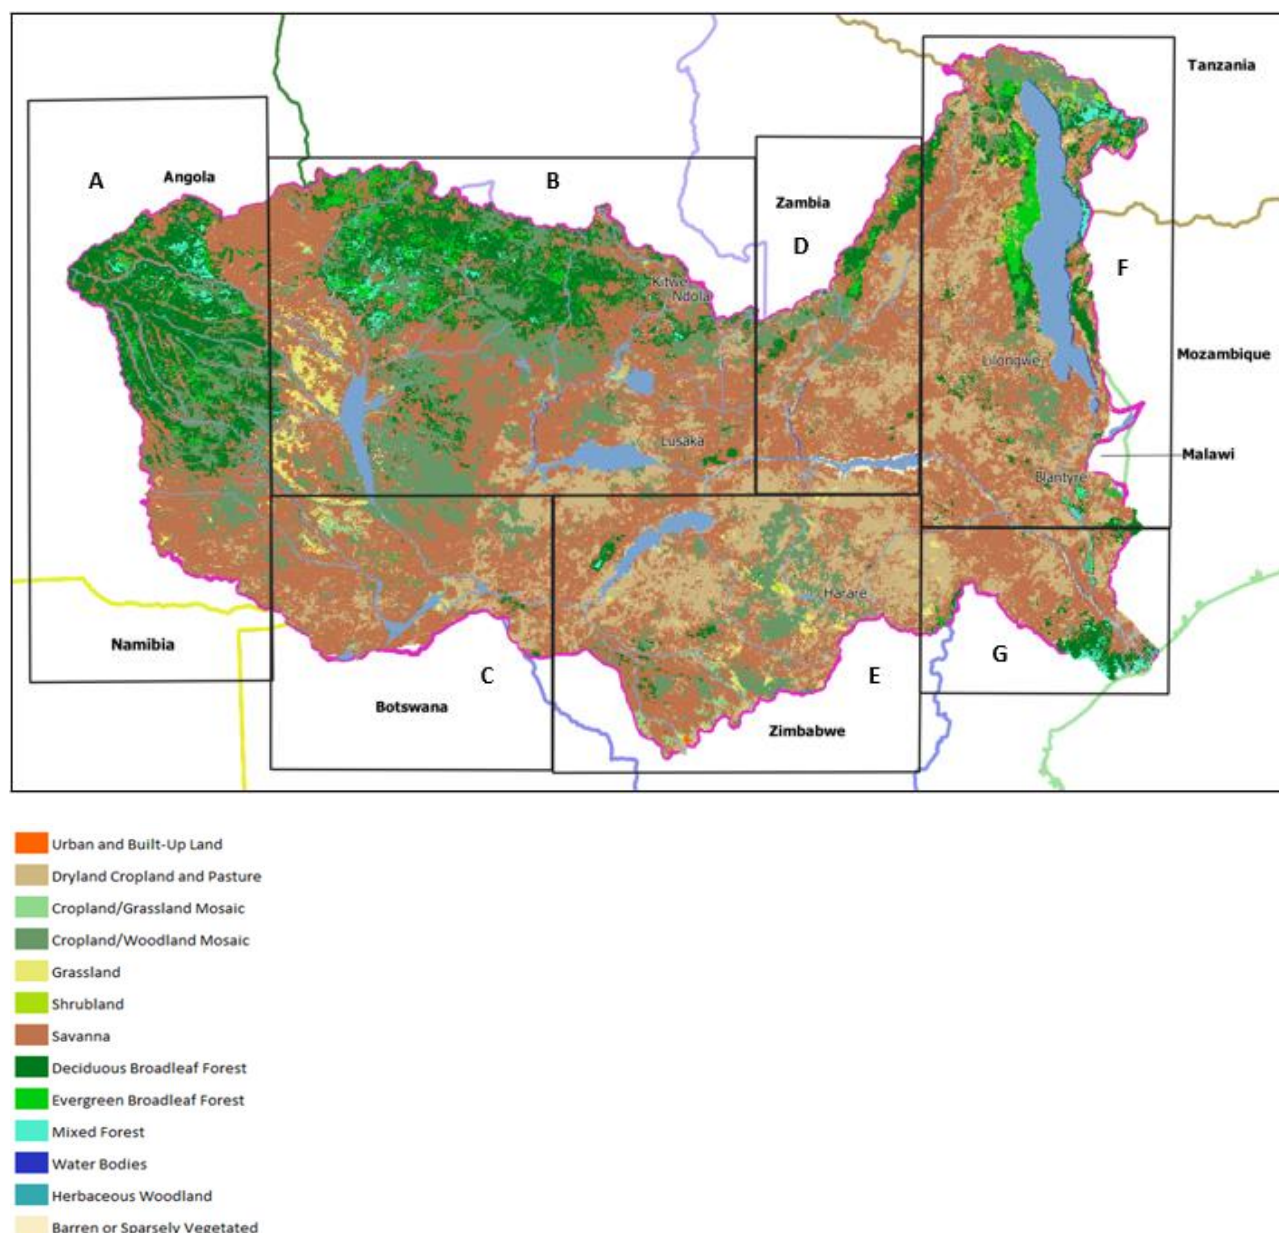 Tanzania
A
Angola
B
Zambia
D
F
Kitwe
Ndola
Mozambique
Lilongwe
Lusaka
Malawi
Blantyre
Harare
Namibia
G
C
E
Botswana
Zimbabwe
Urban and Built-Up Land
Dryland Cropland and Pasture
Cropland/Grassland Mosaic
Cropland/Woodland Mosaic
Grassland
Shrubland
Savanna
Deciduous Broadleaf Forest
Evergreen Broadleaf Forest
Mixed Forest
Water Bodies
Herbaceous Woodland
Barren or Sparsely Vegetated